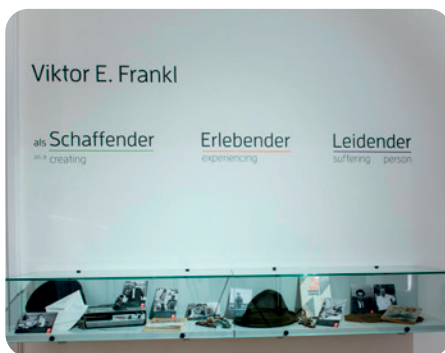 Viktor E. Frankl
als Schaffender Erlebender Leidender
as a creating experiencing suffering person